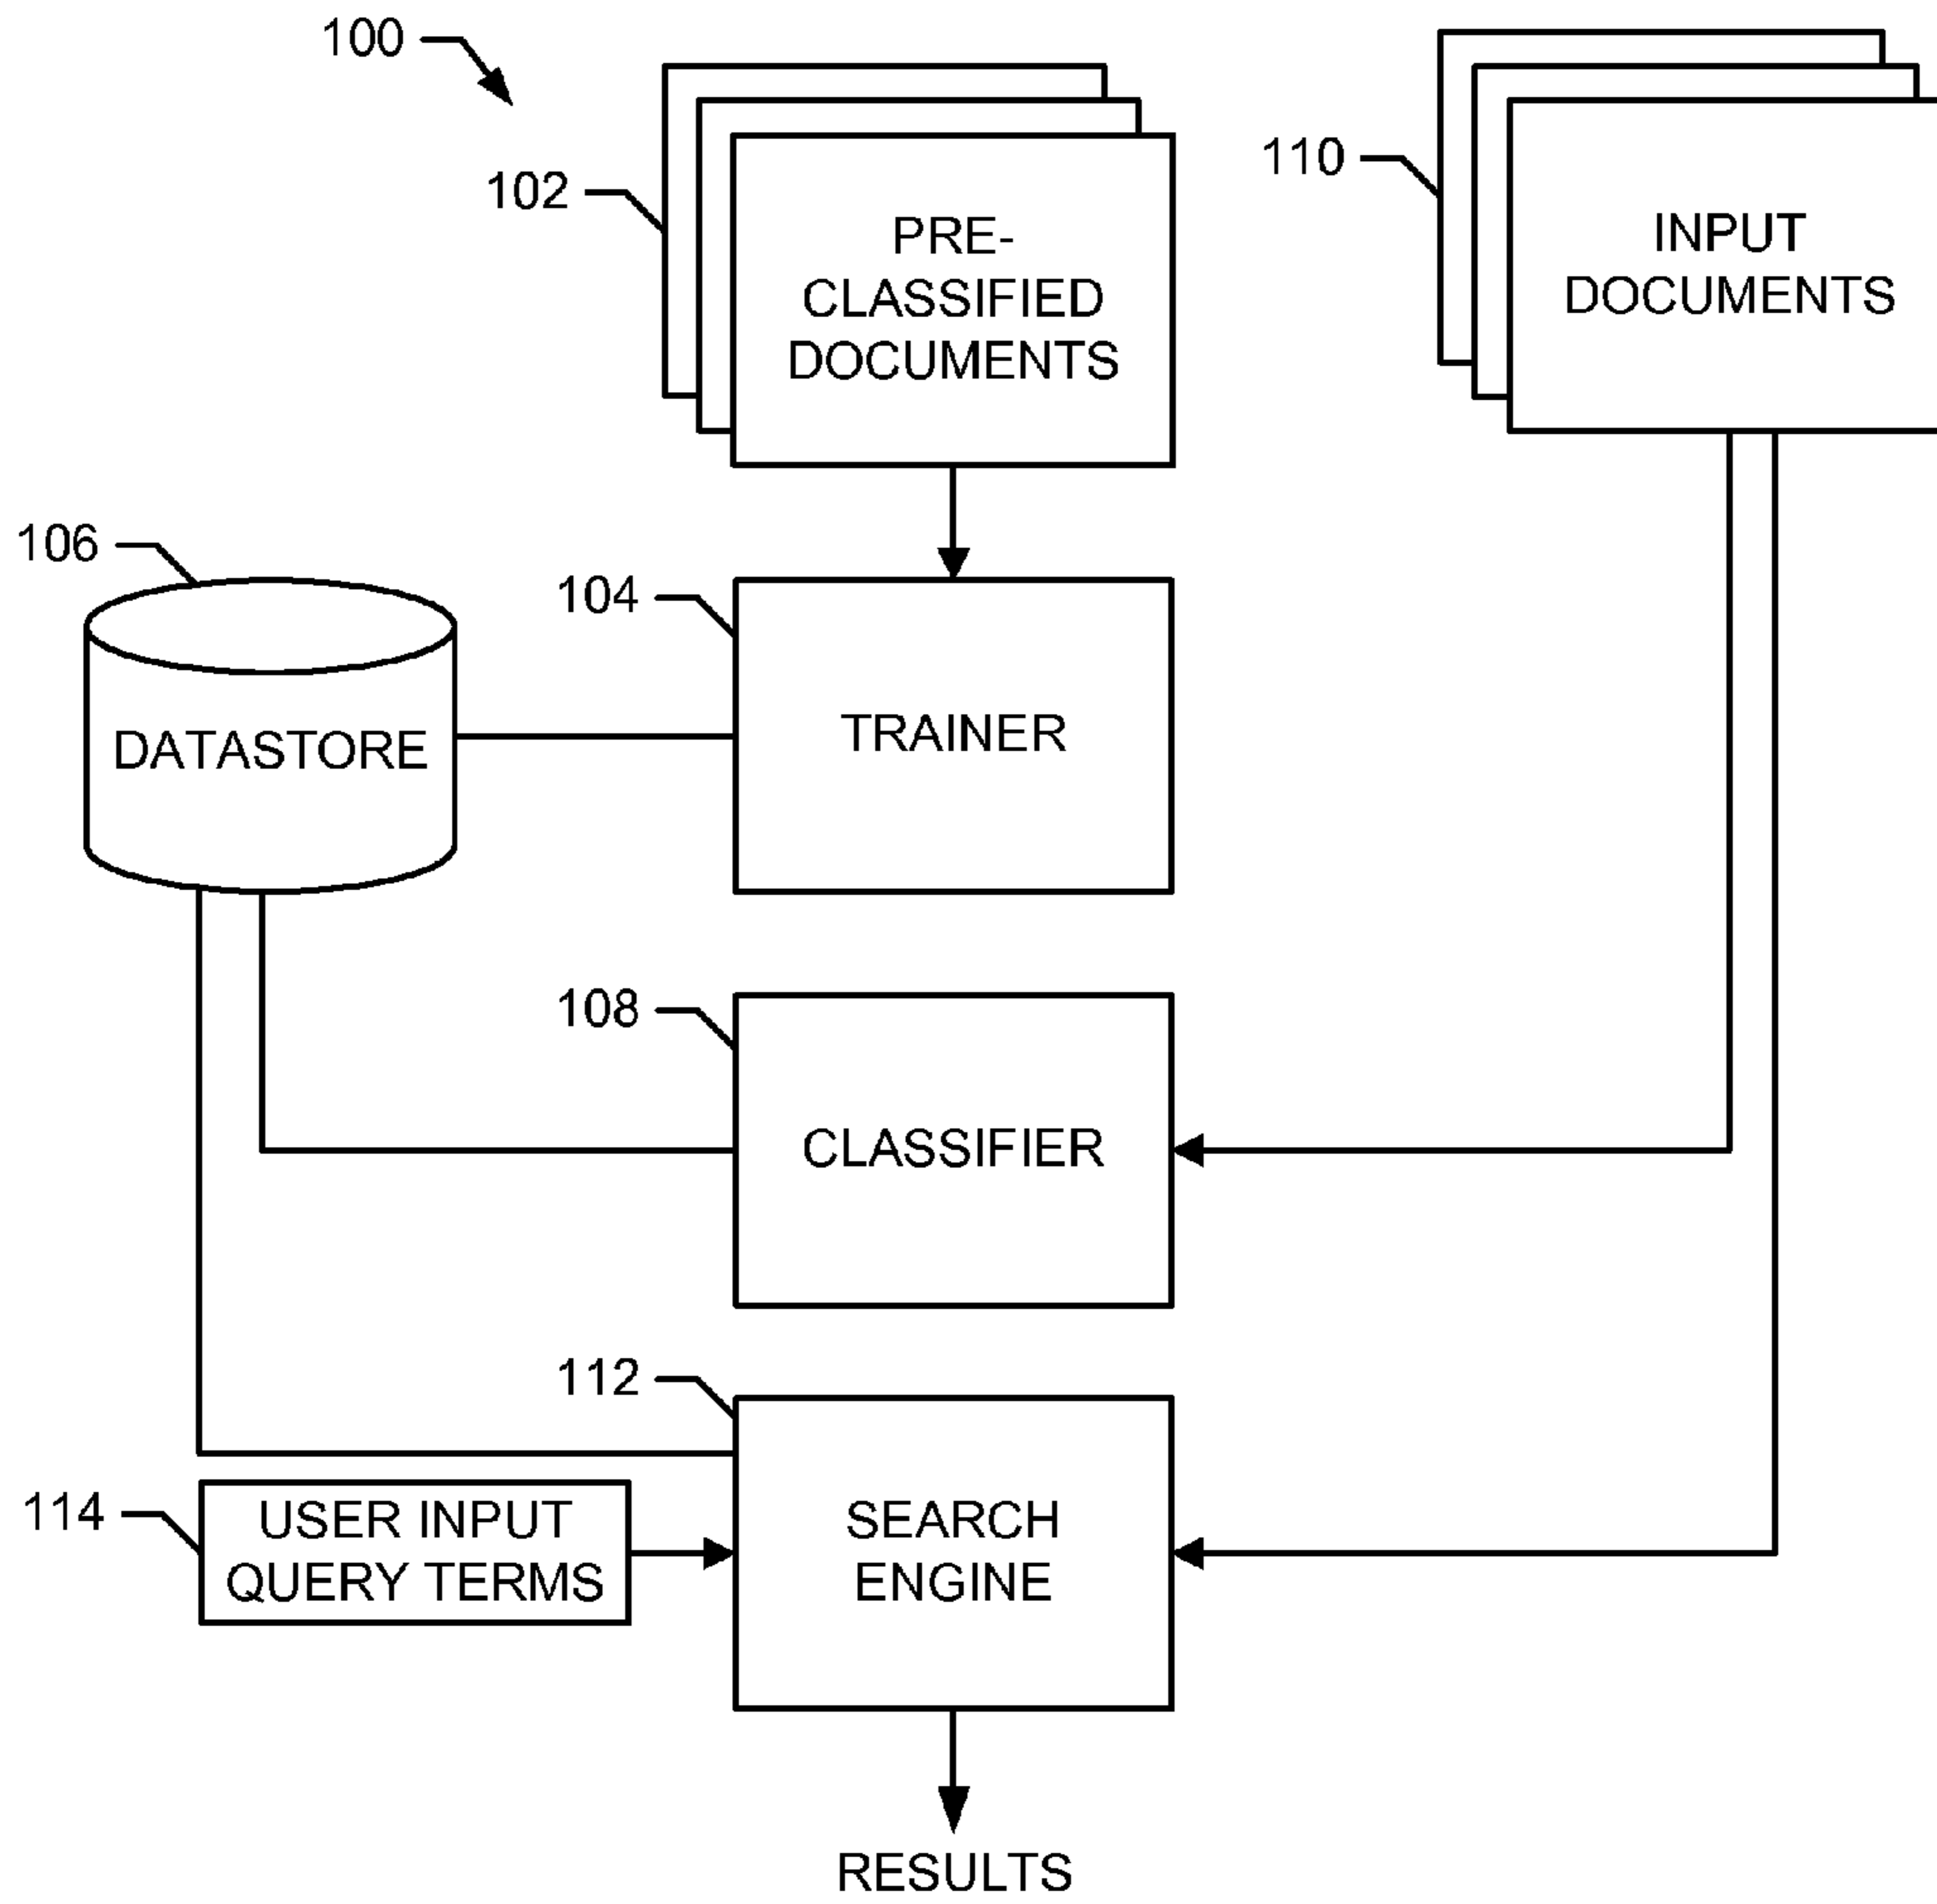 100
102
PRE-
CLASSIFIED
DOCUMENTS
110
INPUT
DOCUMENTS
106
DATASTORE
104
TRAINER
108
CLASSIFIER
112
SEARCH
ENGINE
114
USER INPUT
QUERY TERMS
RESULTS